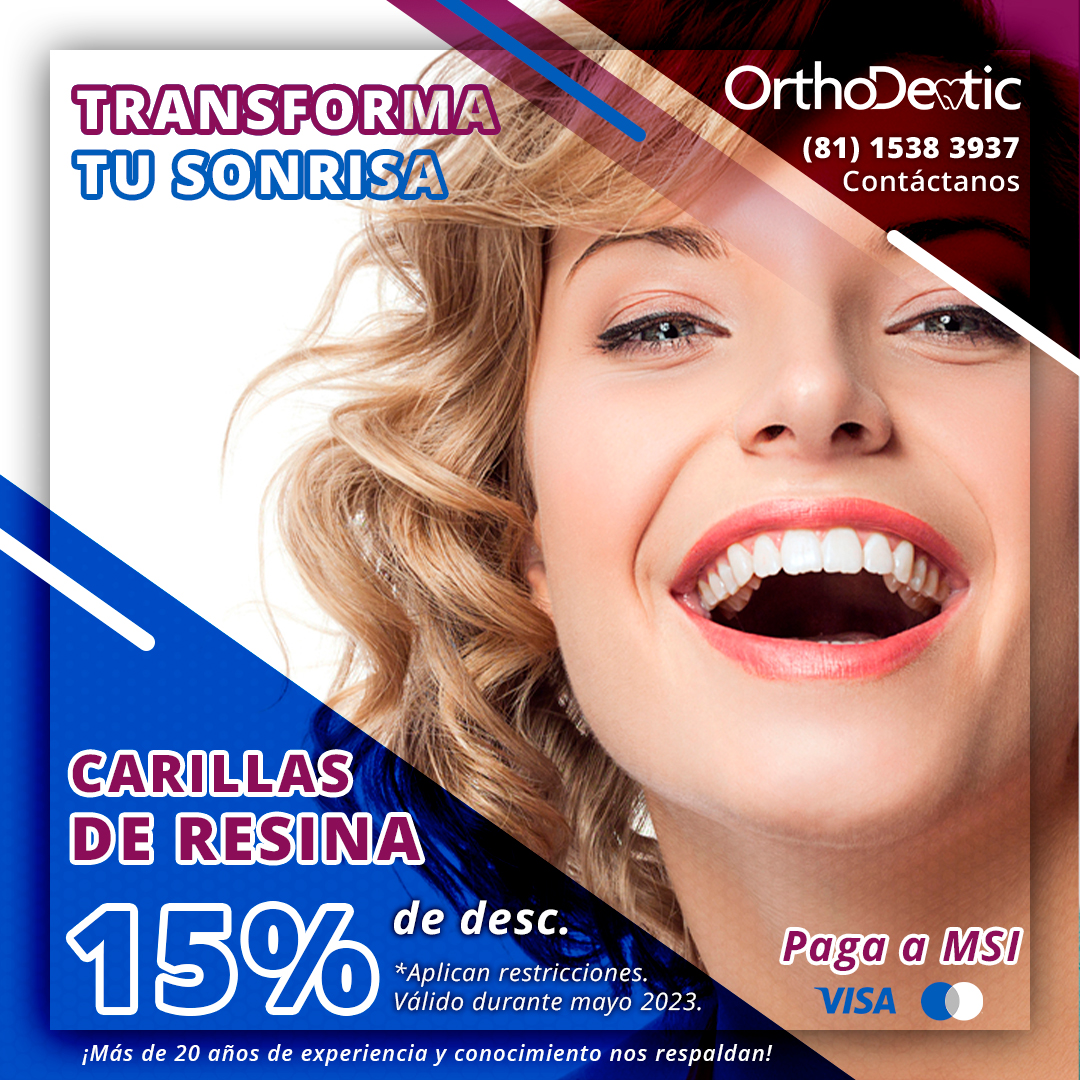 TRANSFORMA
TU SONRISA
OrthoDentic
(81) 1538 3937
Contáctanos
CARILLAS
DE RESINA
15%
de desc.
*Aplican restricciones.
Válido durante mayo 2023.
Paga a MSI
VISA
¡Más de 20 años de experiencia y conocimiento nos respaldan!